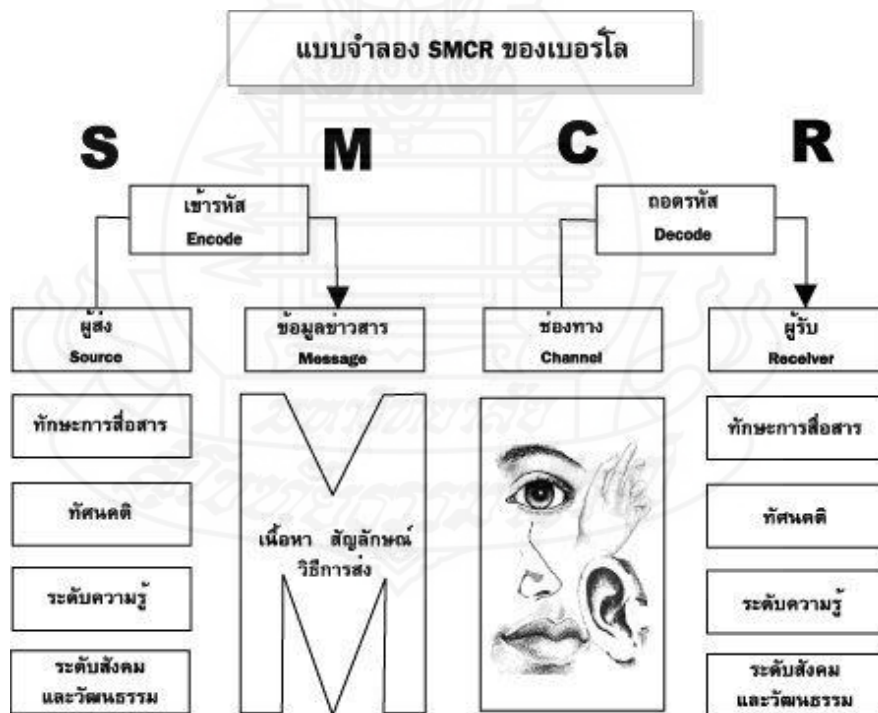 แบบจำลอง SMCR ของเบอร์โล
S M C R
เข้ารหัส
Encode
ถอดรหัส
Decode
ผู้ส่ง
Source
ข้อมูลข่าวสาร
Message
ช่องทาง
Channel
ผู้รับ
Receiver
ทักษะการสื่อสาร
ทัศนคติ
ระดับความรู้
ระดับสังคม
และวัฒนธรรม
เนื้อหา สัญลักษณ์
วิธีการส่ง
ทักษะการสื่อสาร
ทัศนคติ
ระดับความรู้
ระดับสังคม
และวัฒนธรรม